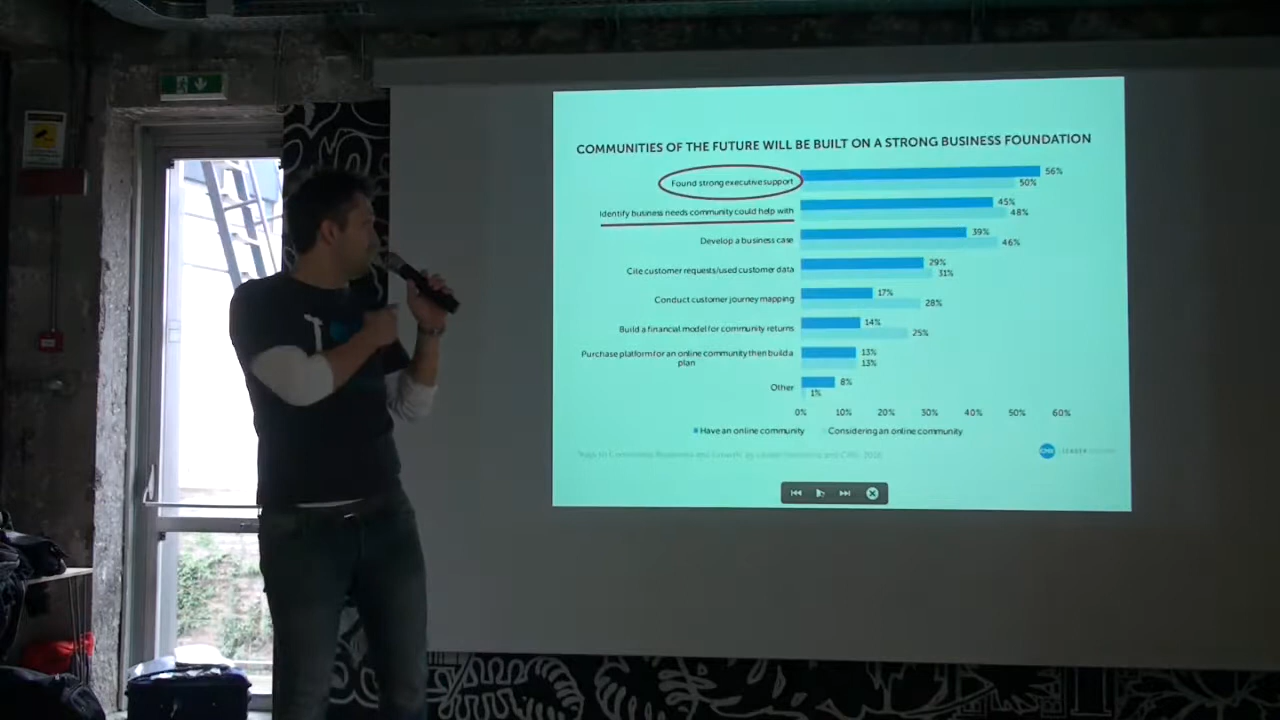 COMMUNITIES OF THE FUTURE WILL BE BUILT ON A STRONG BUSINESS FOUNDATION
Found strong executive support
56%
50%
Identify business needs community could help with
45%
48%
Develop a business case
39%
46%
Cite customer requests/used customer data
29%
31%
Conduct customer journey mapping
17%
28%
Build a financial model for community returns
14%
25%
Purchase platform for an online community then build a
plan
13%
13%
Other
8%
1%
0% 10% 20% 30% 40% 50% 60%
Have an online community Considering an online community